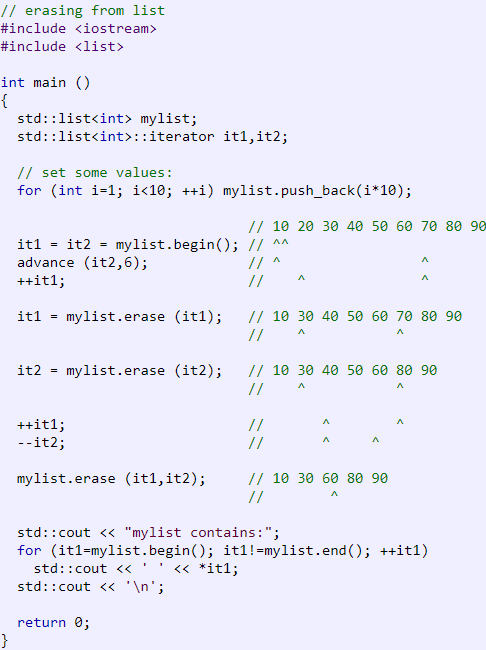 // erasing from list
#include <iostream>
#include <list>

int main ()
{
  std::list<int> mylist;
  std::list<int>::iterator it1,it2;

  // set some values:
  for (int i=1; i<10; ++i) mylist.push_back(i*10);

                              // 10 20 30 40 50 60 70 80 90
  it1 = it2 = mylist.begin(); // ^^
  advance (it2,6);            // ^                 ^
  ++it1;                      //    ^              ^

  it1 = mylist.erase (it1);   // 10 30 40 50 60 70 80 90
                              //    ^           ^

  it2 = mylist.erase (it2);   // 10 30 40 50 60 80 90
                              //    ^           ^

  ++it1;                      //       ^        ^
  --it2;                      //       ^     ^

  mylist.erase (it1,it2);     // 10 30 60 80 90
                              //        ^

  std::cout << "mylist contains:";
  for (it1=mylist.begin(); it1!=mylist.end(); ++it1)
    std::cout << ' ' << *it1;
  std::cout << '\n';

  return 0;
}